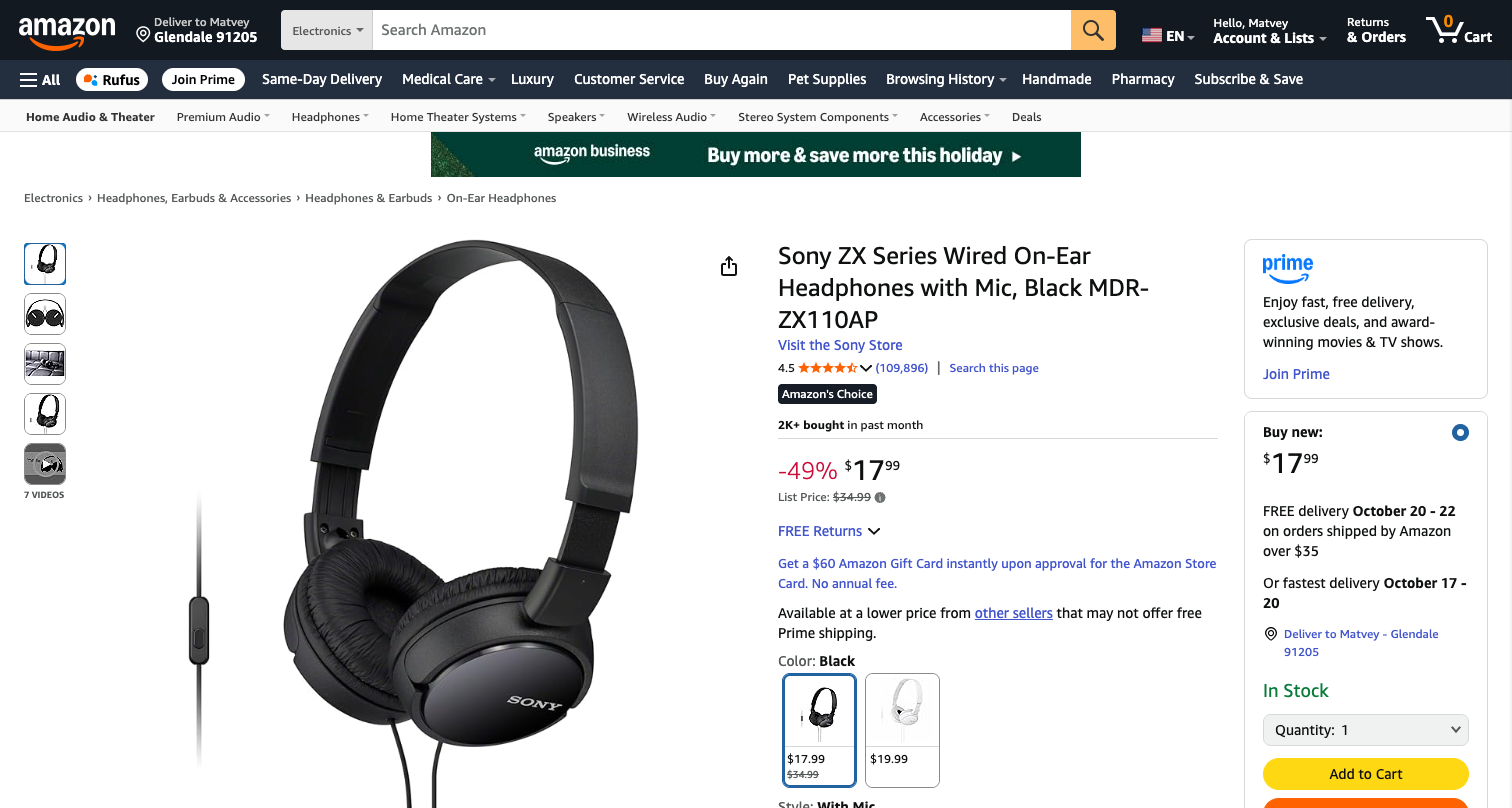 amazon
Deliver to Matvey
Glendale 91205
Electronics
Search Amazon
EN
Hello, Matvey
Account & Lists
Returns
& Orders
0
Cart
All
Rufus
Join Prime
Same-Day Delivery
Medical Care
Luxury
Customer Service
Buy Again
Pet Supplies
Browsing History
Handmade
Pharmacy
Subscribe & Save
Home Audio & Theater
Premium Audio
Headphones
Home Theater Systems
Speakers
Wireless Audio
Stereo System Components
Accessories
Deals
amazon business
Buy more & save more this holiday
Electronics › Headphones, Earbuds & Accessories › Headphones & Earbuds › On-Ear Headphones
7 VIDEOS
SONY
Sony ZX Series Wired On-Ear
Headphones with Mic, Black MDR-
ZX110AP
Visit the Sony Store
4.5 (109,896) | Search this page
Amazon's Choice
2K+ bought in past month
-49% $17.99
List Price: $34.99
FREE Returns
Get a $60 Amazon Gift Card instantly upon approval for the Amazon Store
Card. No annual fee.
Available at a lower price from other sellers that may not offer free
Prime shipping.
Color: Black
$17.99
$34.99
$19.99
Style: With Mic
prime
Enjoy fast, free delivery,
exclusive deals, and award-
winning movies & TV shows.
Join Prime
Buy new:
$17.99
FREE delivery October 20 - 22
on orders shipped by Amazon
over $35
Or fastest delivery October 17 -
20
Deliver to Matvey - Glendale
91205
In Stock
Quantity: 1
Add to Cart